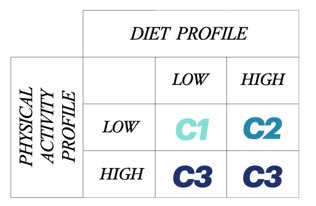 DIET PROFILE
LOW HIGH
PHYSICAL
ACTIVITY
PROFILE
LOW C1 C2
HIGH C3 C3